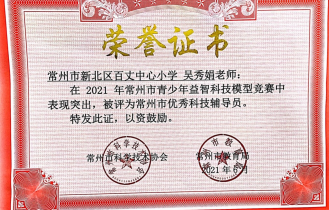 荣誉证书
常州市新北区百丈中心小学 吴秀娟老师：
在 2021 年常州市青少年益智科技模型竞赛中
表现突出，被评为常州市优秀科技辅导员。
特发此证，以资鼓励。
常州市科学技术协会 常州市教育局
2021年6月